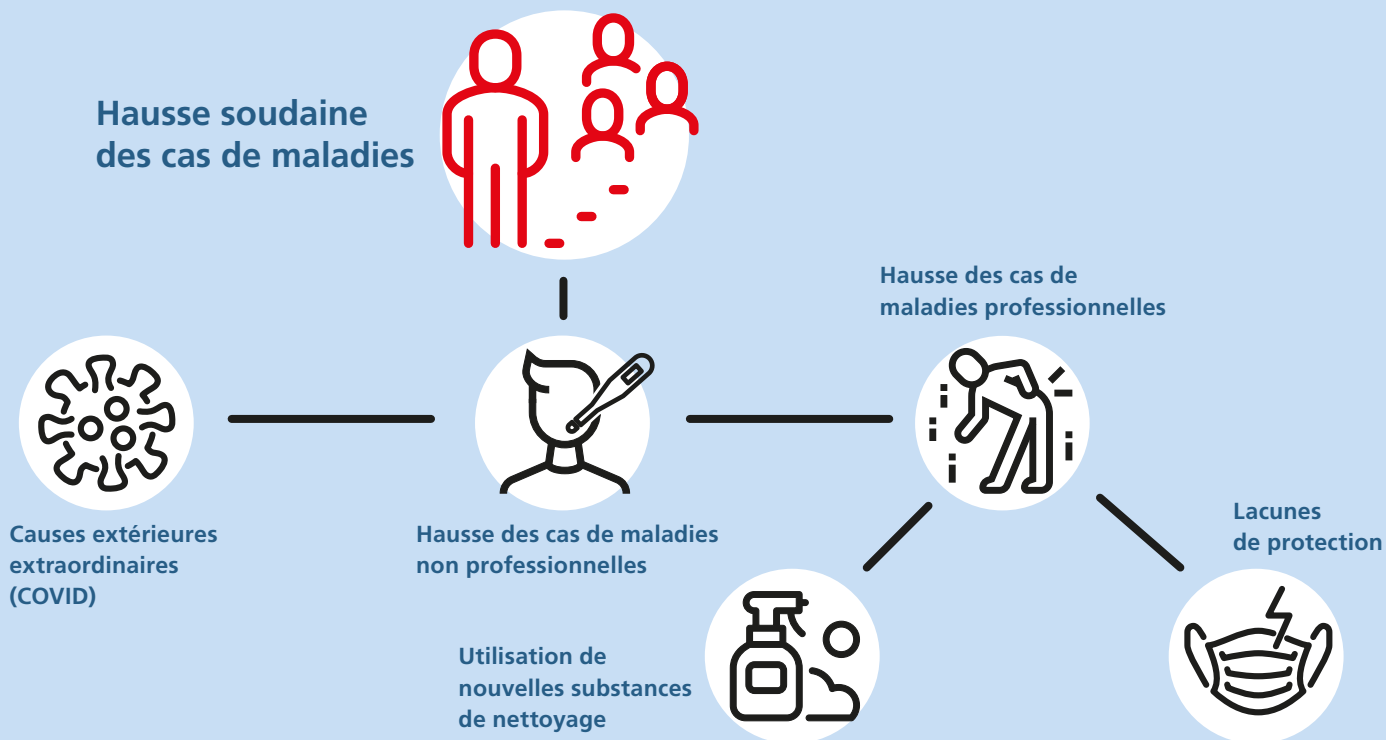 Hausse soudaine
des cas de maladies
Hausse des cas de
maladies professionnelles
Causes extérieures
extraordinaires
(COVID)
Hausse des cas de maladies
non professionnelles
Lacunes
de protection
Utilisation de
nouvelles substances
de nettoyage